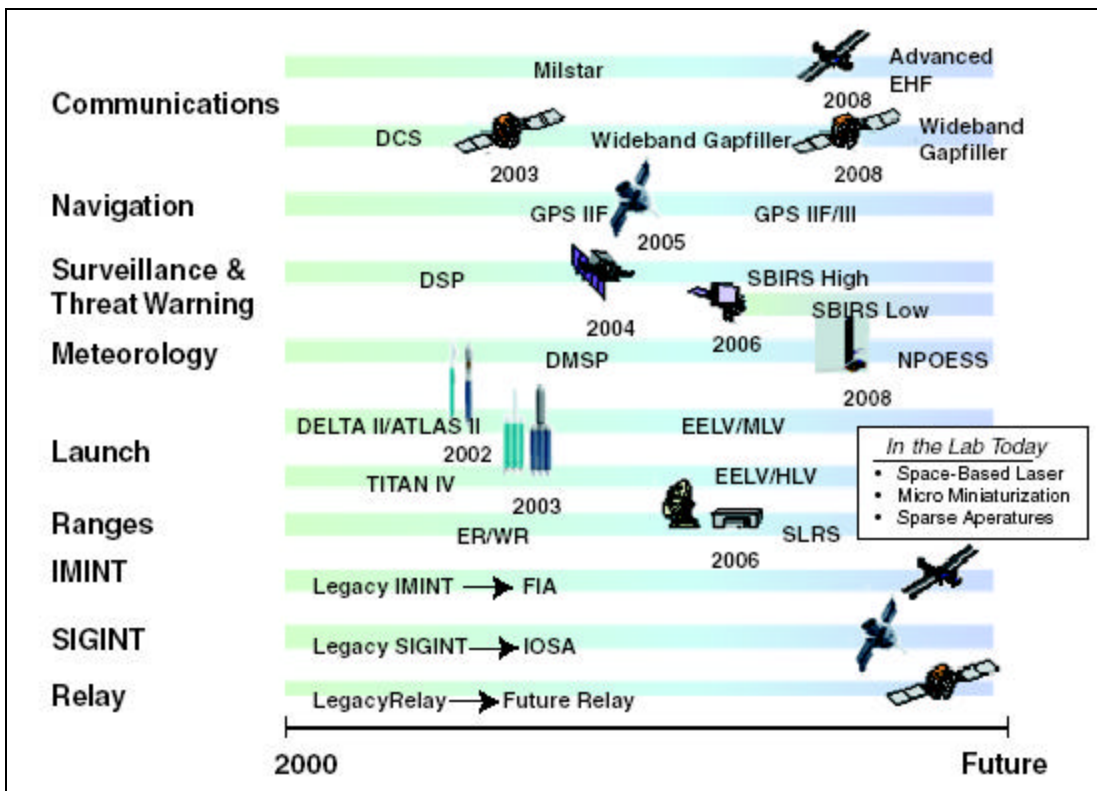 Communications
Milstar
2008
Advanced
EHF
DCS
2003
Wideband Gapfiller
2008
Wideband
Gapfiller
Navigation
GPS IIF
2005
GPS IIF/III
Surveillance &
Threat Warning
DSP
2004
SBIRS High
2006
SBIRS Low
Meteorology
DMSP
2008
NPOESS
Launch
DELTA II/ATLAS II
2002
EELV/MLV
TITAN IV
2003
EELV/HLV
In the Lab Today
• Space-Based Laser
• Micro Miniaturization
• Sparse Aperatures
Ranges
ER/WR
2006
SLRS
IMINT
Legacy IMINT
FIA
SIGINT
Legacy SIGINT
IOSA
Relay
LegacyRelay
Future Relay
2000
Future